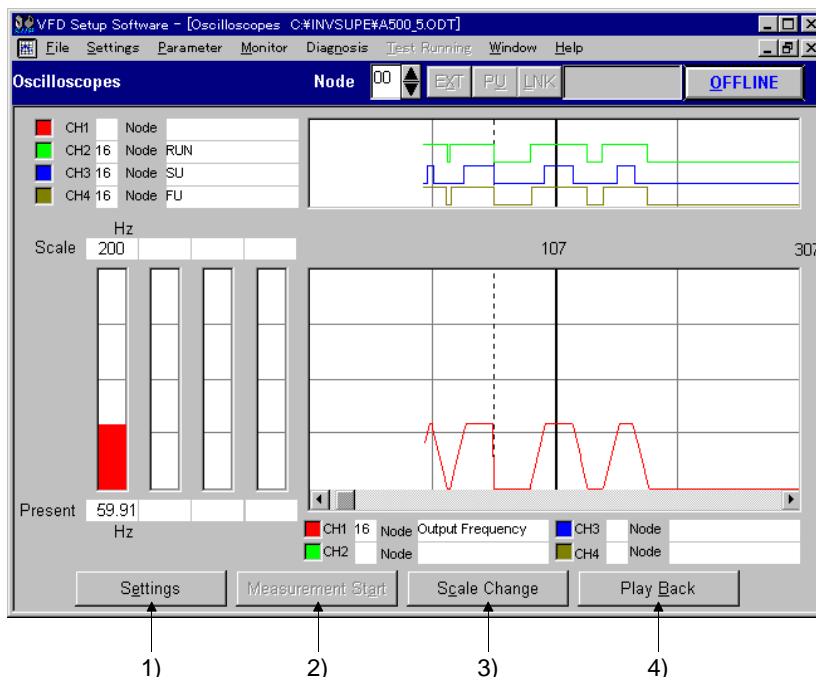 VFD Setup Software - [Oscilloscopes C:¥INVSUPE¥A500_5.ODT]
File Settings Parameter Monitor Diagnosis Test Running Window Help
Oscilloscopes Node 00 EXT PU LNK OFFLINE
CH1 Node
CH2 16 Node RUN
CH3 16 Node SU
CH4 16 Node FU
Hz
Scale 200
107 307
Present 59.91
Hz
CH1 16 Node Output Frequency CH3 Node
CH2 Node CH4 Node
Settings Measurement Start Scale Change Play Back
1) 2) 3) 4)